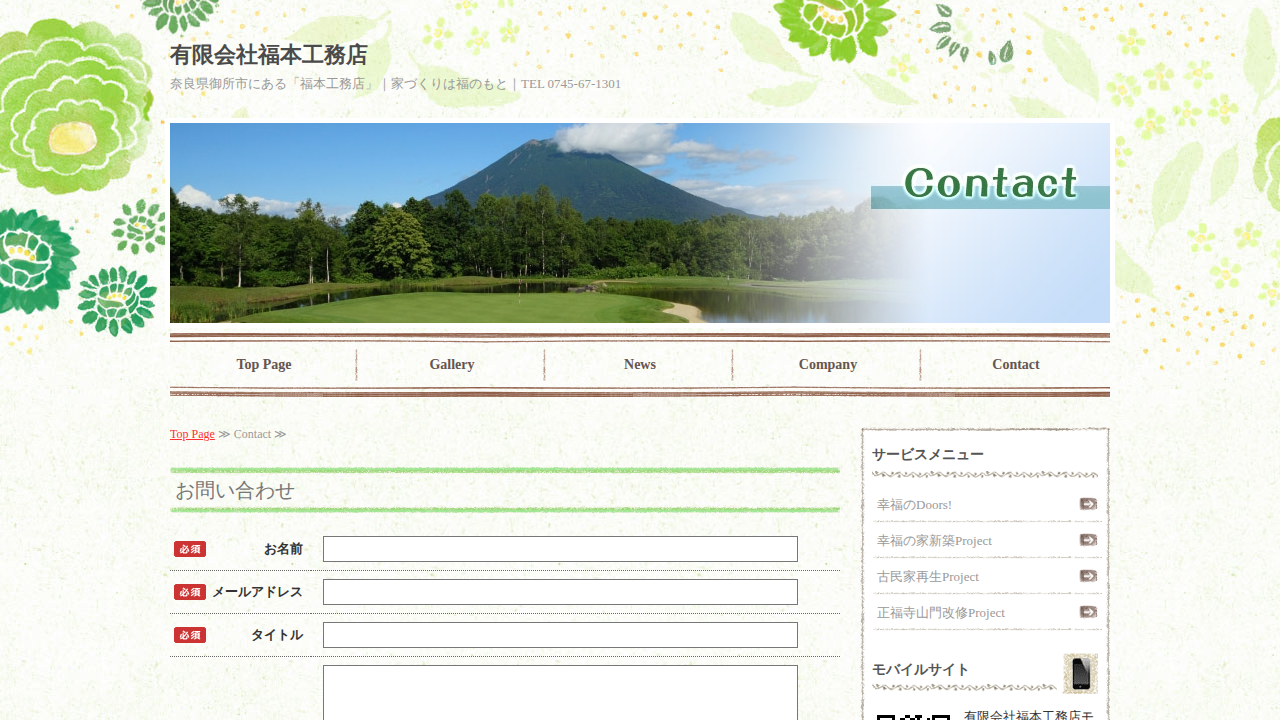 有限会社福本工務店
奈良県御所市にある「福本工務店」｜家づくりは福のもと｜TEL 0745-67-1301
Contact
Top Page
Gallery
News
Company
Contact
Top Page ≫ Contact ≫
お問い合わせ
必須 お名前
必須 メールアドレス
必須 タイトル
サービスメニュー
幸福のDoors!
幸福の家新築Project
古民家再生Project
正福寺山門改修Project
モバイルサイト
有限会社福本工務店モ